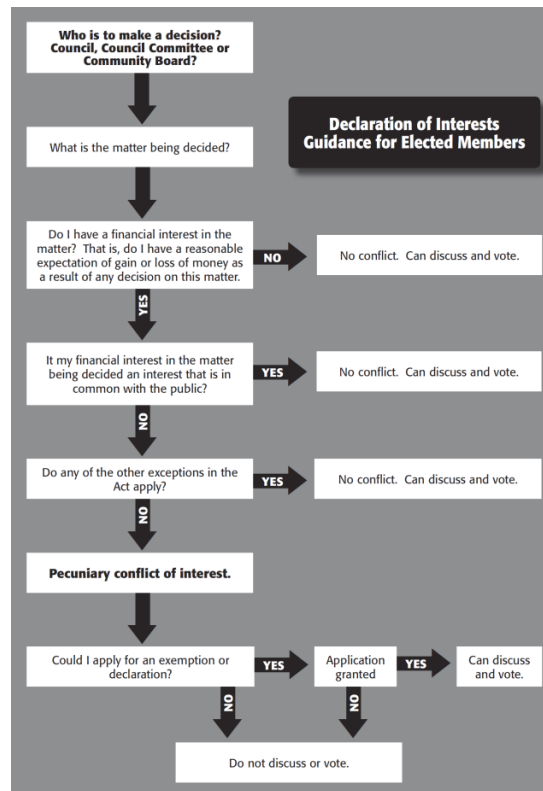 Who is to make a decision?
Council, Council Committee or
Community Board?
Declaration of Interests
Guidance for Elected Members
What is the matter being decided?
Do I have a financial interest in the
matter? That is, do I have a reasonable
expectation of gain or loss of money as
a result of any decision on this matter.
NO
No conflict. Can discuss and vote.
YES
It my financial interest in the matter
being decided an interest that is in
common with the public?
YES
No conflict. Can discuss and vote.
NO
Do any of the other exceptions in the
Act apply?
YES
No conflict. Can discuss and vote.
NO
Pecuniary conflict of interest.
Could I apply for an exemption or
declaration?
YES
Application
granted
YES
Can discuss
and vote.
NO
NO
Do not discuss or vote.